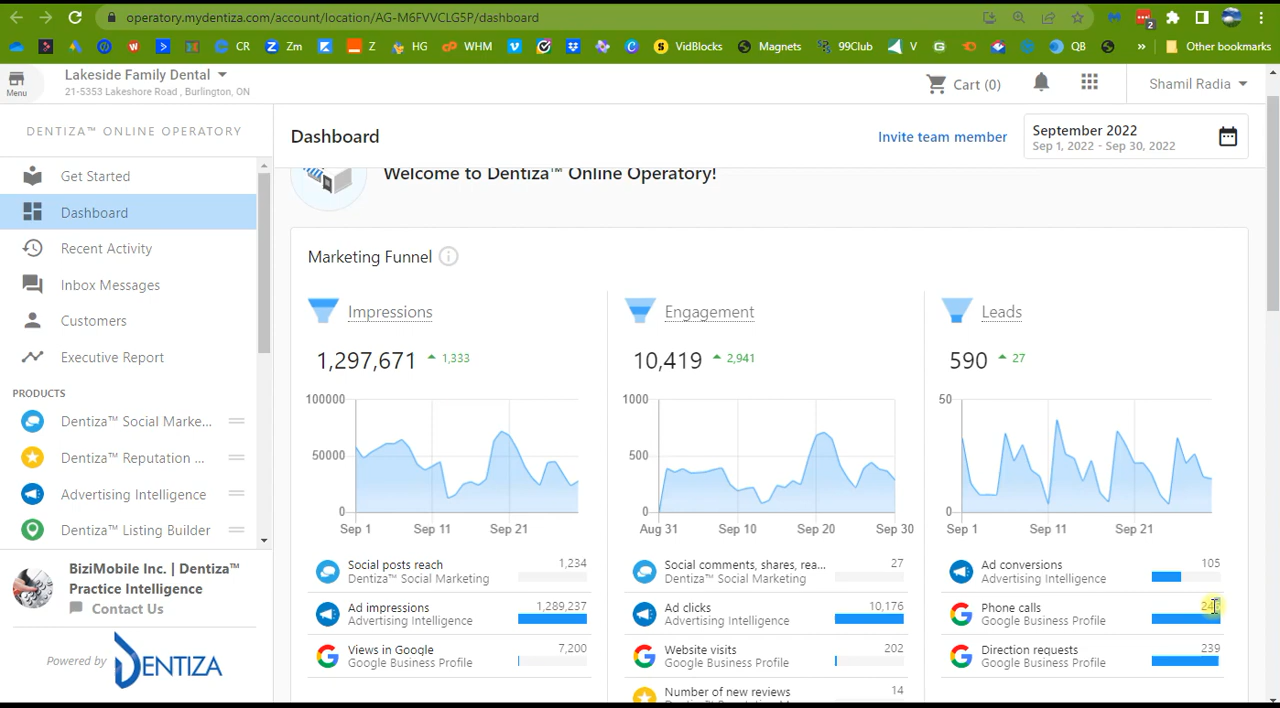 operatory.mydentiza.com/account/location/AG-M6FVVCLG5P/dashboard
2
CR Zm Z HG WHM VidBlocks Magnets 99Club V QB » Other bookmarks
Menu
Lakeside Family Dental
21-5353 Lakeshore Road , Burlington, ON
Cart (0)
Shamil Radia
DENTIZA™ ONLINE OPERATORY
Get Started
Dashboard
Recent Activity
Inbox Messages
Customers
Executive Report
PRODUCTS
Dentiza™ Social Marke...
Dentiza™ Reputation ...
Advertising Intelligence
Dentiza™ Listing Builder
BiziMobile Inc. | Dentiza™
Practice Intelligence
Contact Us
Powered by DENTIZA
Dashboard
Invite team member
September 2022
Sep 1, 2022 - Sep 30, 2022
Welcome to Dentiza™ Online Operatory!
Marketing Funnel
Impressions
1,297,671 1,333
100000
50000
0
Sep 1 Sep 11 Sep 21
Social posts reach 1,234
Dentiza™ Social Marketing
Ad impressions 1,289,237
Advertising Intelligence
Views in Google 7,200
Google Business Profile
Engagement
10,419 2,941
1000
500
0
Aug 31 Sep 10 Sep 20 Sep 30
Social comments, shares, rea... 27
Dentiza™ Social Marketing
Ad clicks 10,176
Advertising Intelligence
Website visits 202
Google Business Profile
Number of new reviews 14
Leads
590 27
50
0
Sep 1 Sep 11 Sep 21
Ad conversions 105
Advertising Intelligence
Phone calls
Google Business Profile
Direction requests 239
Google Business Profile